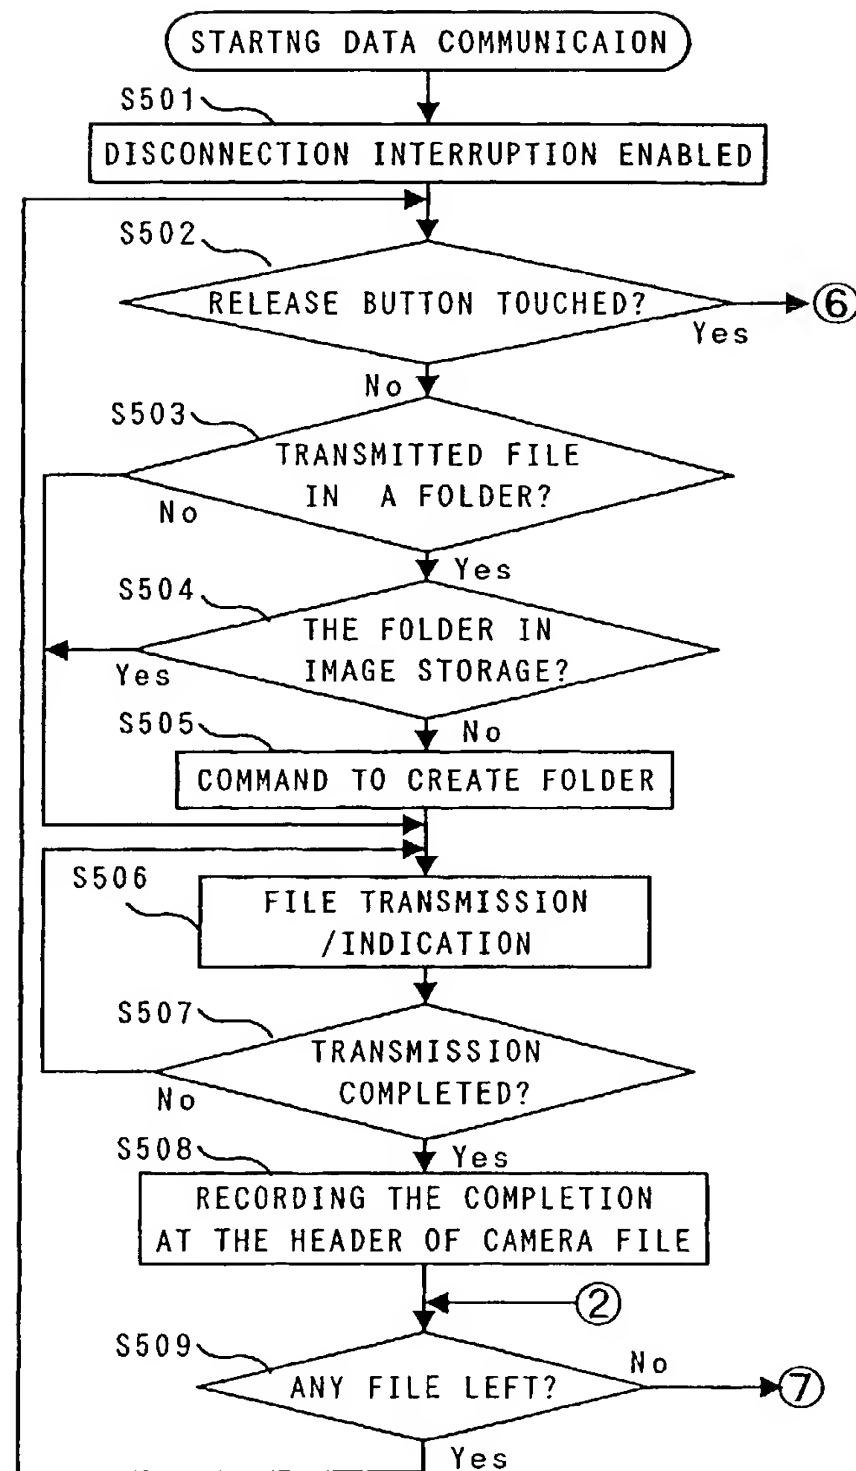 STARTNG DATA COMMUNICAION
S501
DISCONNECTION INTERRUPTION ENABLED
S502
RELEASE BUTTON TOUCHED?
⑥
Yes
No
S503
TRANSMITTED FILE
IN A FOLDER?
No
Yes
S504
THE FOLDER IN
IMAGE STORAGE?
Yes
No
S505
COMMAND TO CREATE FOLDER
S506
FILE TRANSMISSION
/INDICATION
S507
TRANSMISSION
COMPLETED?
No
Yes
S508
RECORDING THE COMPLETION
AT THE HEADER OF CAMERA FILE
②
S509
ANY FILE LEFT?
No
⑦
Yes